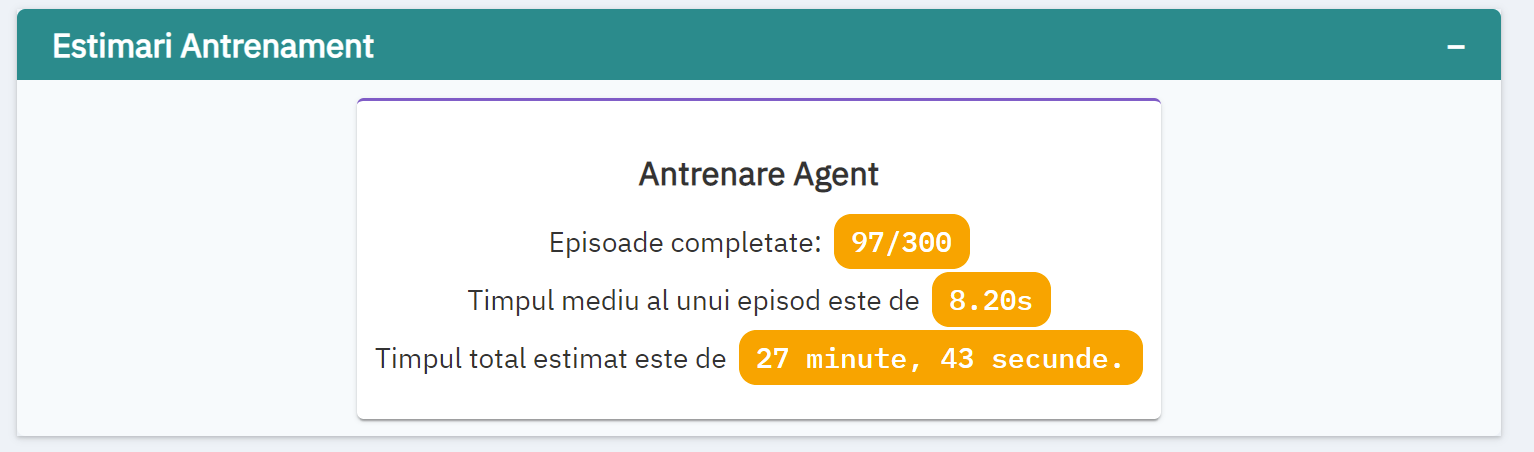 Estimari Antrenament
Antrenare Agent
Episoade completate: 97/300
Timpul mediu al unui episod este de 8.20s
Timpul total estimat este de 27 minute, 43 secunde.